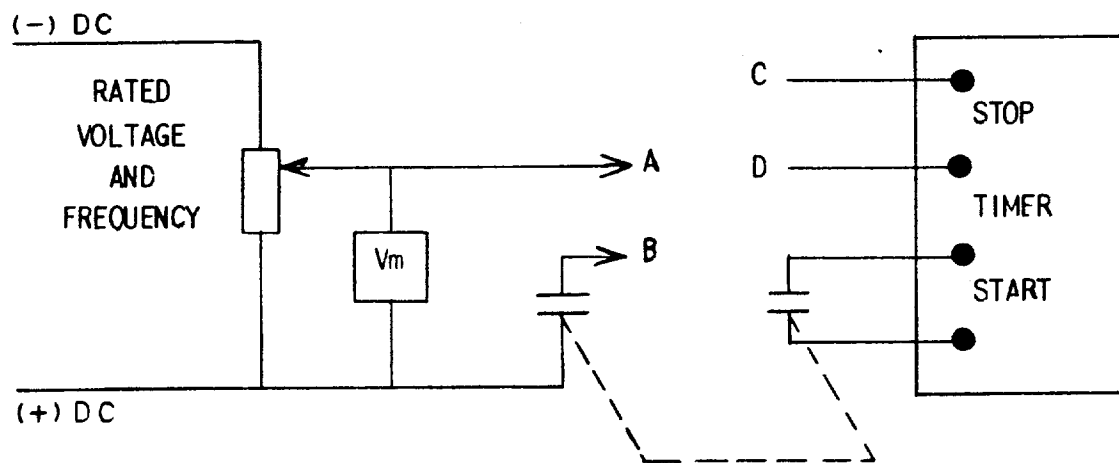 (-) DC
RATED
VOLTAGE
AND
FREQUENCY
A
Vm
B
(+) DC
C
STOP
D
TIMER
START